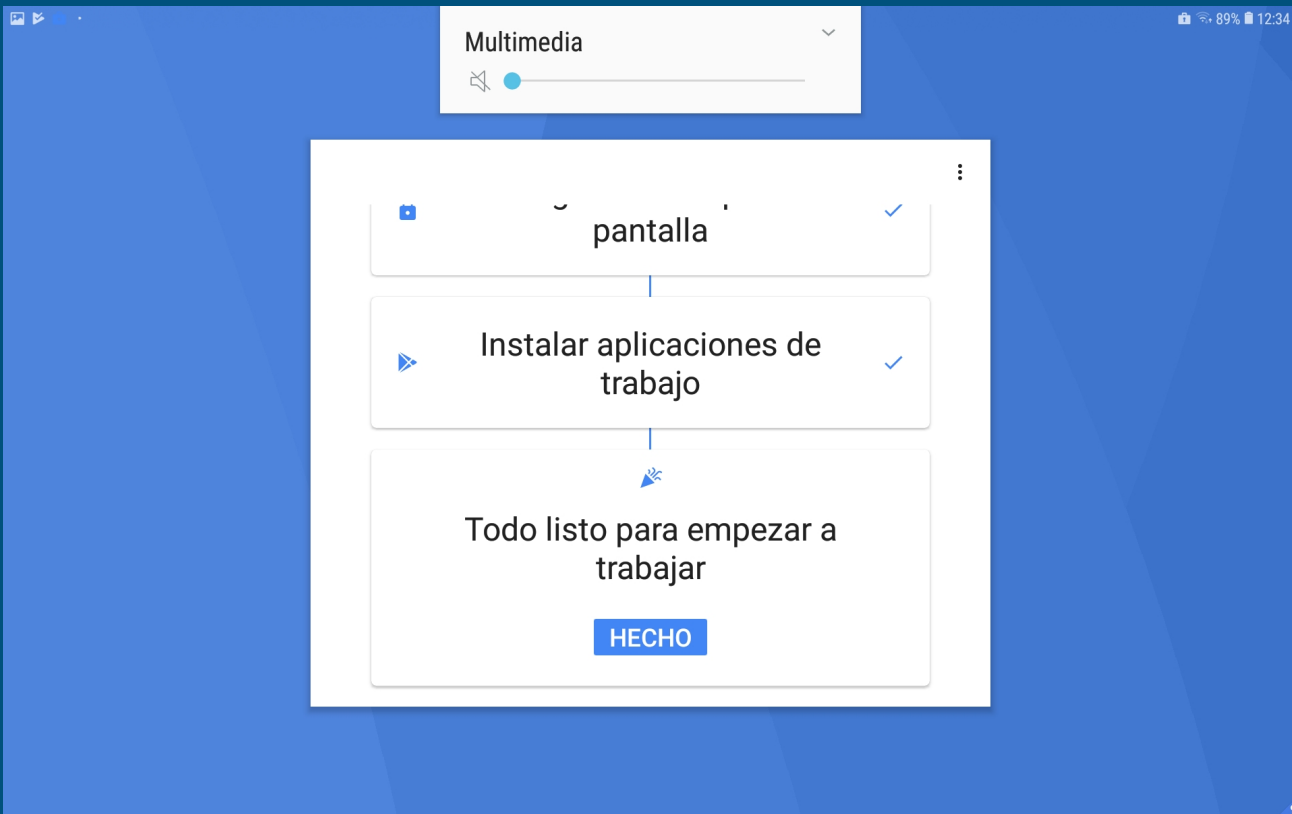 89% 12:34
Multimedia
pantalla
Instalar aplicaciones de
trabajo
Todo listo para empezar a
trabajar
HECHO